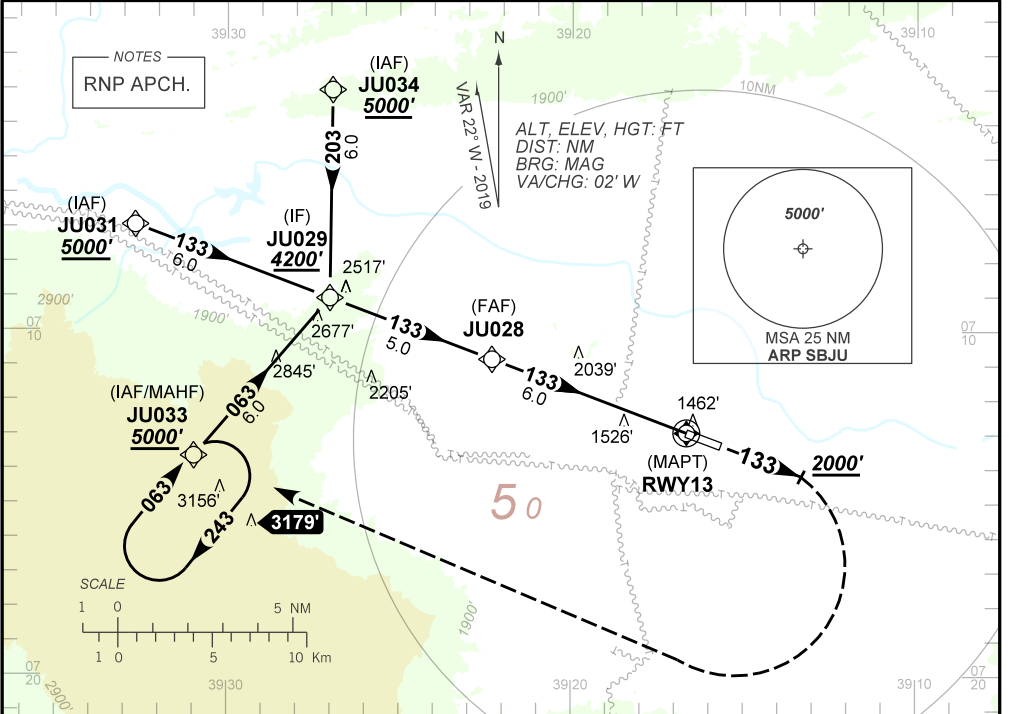 39'30
39'20
39'10
NOTES
RNP APCH.
(IAF)
JU034
5000'
203
6.0
N
VAR 22° W - 2019
1900'
10NM
ALT, ELEV, HGT: FT
DIST: NM
BRG: MAG
VA/CHG: 02' W
(IAF)
JU031
5000'
133
6.0
(IF)
JU029
4200'
2517'
5000'
MSA 25 NM
ARP SBJU
2900'
1900'
07
10
2677'
133
5.0
(FAF)
JU028
07
10
2845'
2205'
2039'
133
6.0
063
6.0
(IAF/MAHF)
JU033
5000'
1462'
1526'
(MAPT)
RWY13
133
2000'
063
3156'
243
3179'
50
SCALE
1 0 5 NM
1 0 5 10 Km
1900'
07
20
2900'
39'30
39'20
39'10
07
20